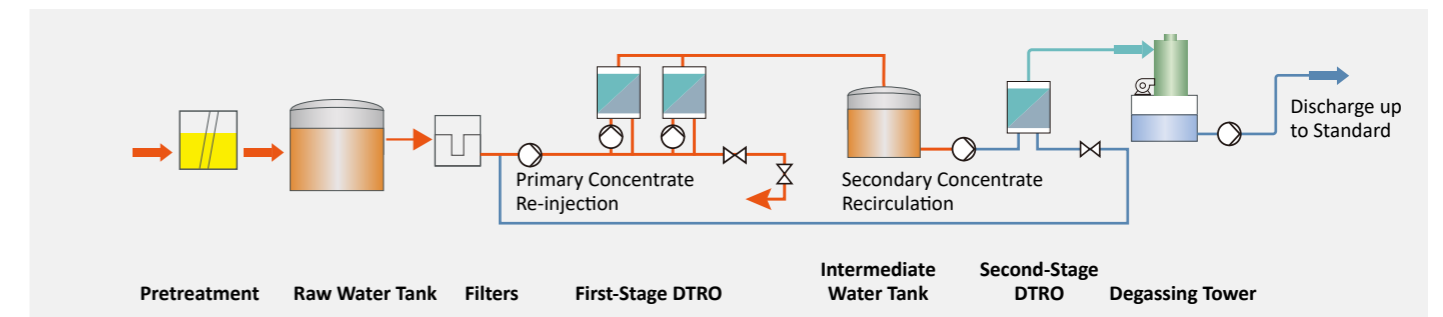 Discharge up
to Standard
Primary Concentrate
Re-injection
Secondary Concentrate
Recirculation
Pretreatment
Raw Water Tank
Filters
First-Stage DTRO
Intermediate
Water Tank
Second-Stage
DTRO
Degassing Tower